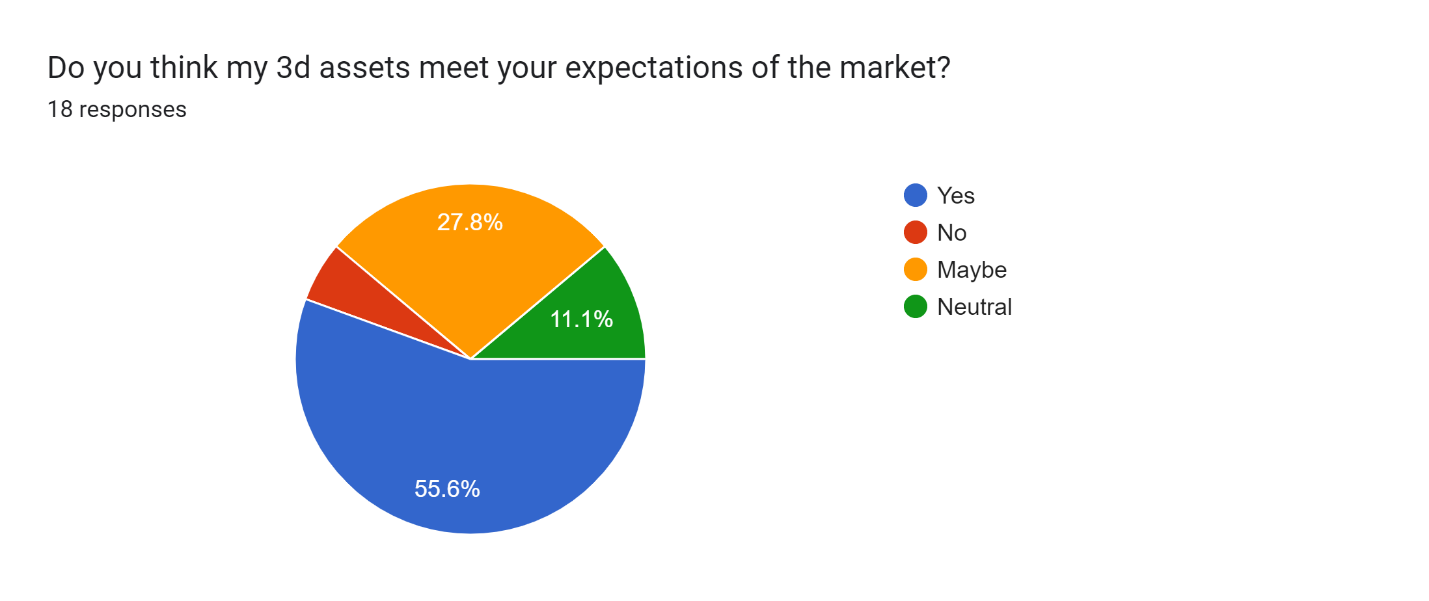 Do you think my 3d assets meet your expectations of the market?
18 responses
27.8%
11.1%
55.6%
Yes
No
Maybe
Neutral